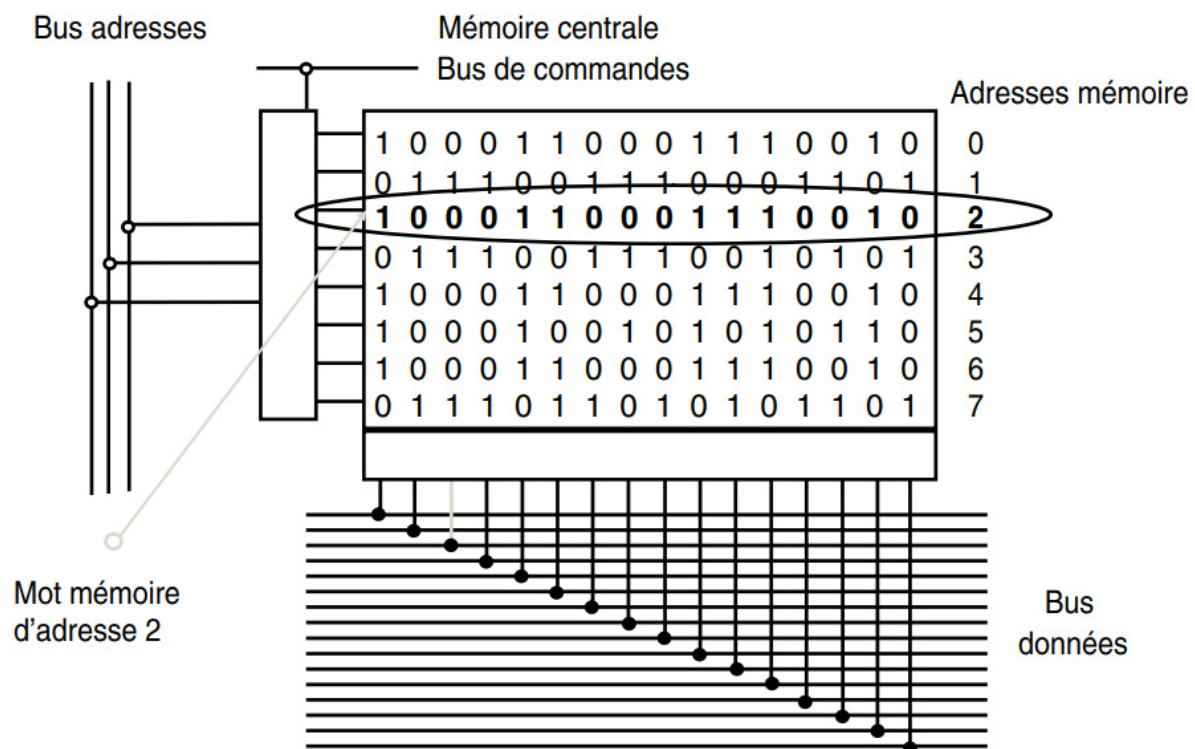 Bus adresses
Mémoire centrale
Bus de commandes
Adresses mémoire
1 0 0 0 1 1 0 0 0 1 1 1 0 0 1 0 0
0 1 1 1 0 0 1 1 1 0 0 0 1 1 0 1 1
1 0 0 0 1 1 0 0 0 1 1 1 0 0 1 0 2
0 1 1 1 0 0 1 1 1 0 0 1 0 1 0 1 3
1 0 0 0 1 1 0 0 0 1 1 1 0 0 1 0 4
1 0 0 0 1 0 0 1 0 1 0 1 0 1 1 0 5
1 0 0 0 1 1 0 0 0 1 1 1 0 0 1 0 6
0 1 1 1 0 1 1 0 1 0 1 0 1 1 0 1 7
Mot mémoire
d'adresse 2
Bus
données